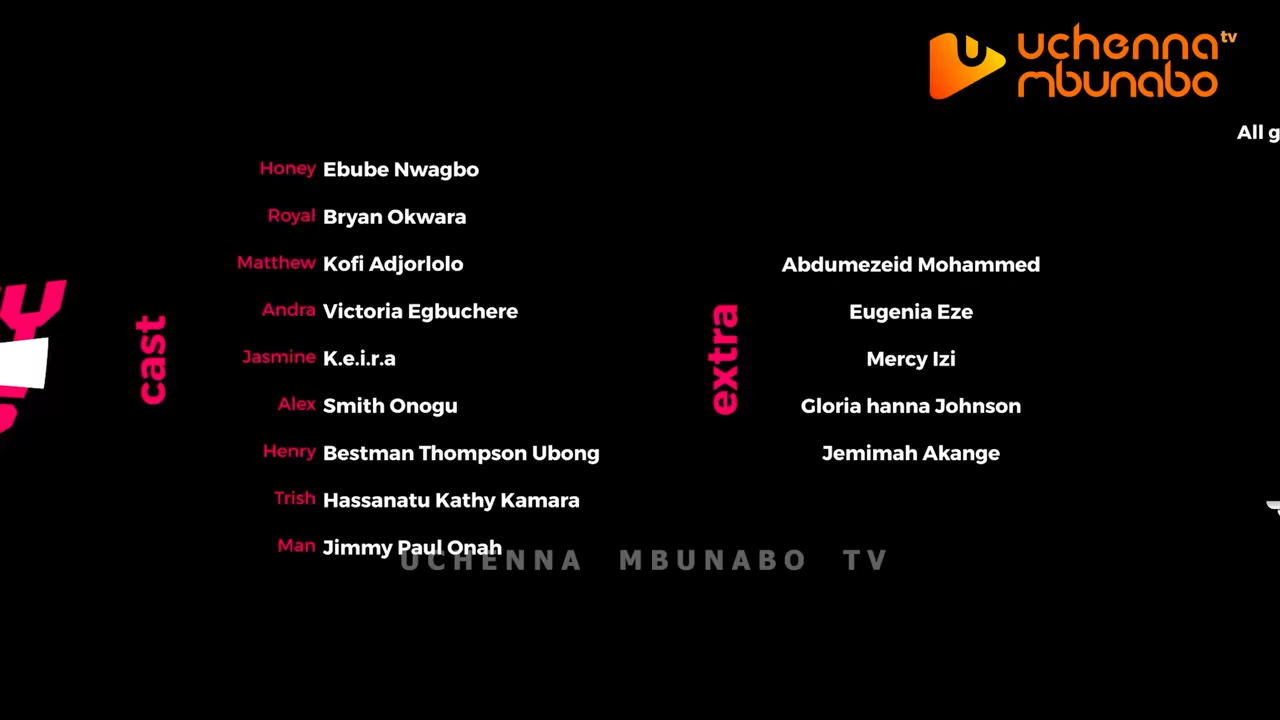 uchenna tv
mbunabo
All g
cast
Honey Ebube Nwagbo
Royal Bryan Okwara
Matthew Kofi Adjorlolo
Andra Victoria Egbuchere
Jasmine K.e.i.r.a
Alex Smith Onogu
Henry Bestman Thompson Ubong
Trish Hassanatu Kathy Kamara
Man Jimmy Paul Onah
extra
Abdumezeid Mohammed
Eugenia Eze
Mercy Izi
Gloria hanna Johnson
Jemimah Akange
UCHENNA MBUNABO TV